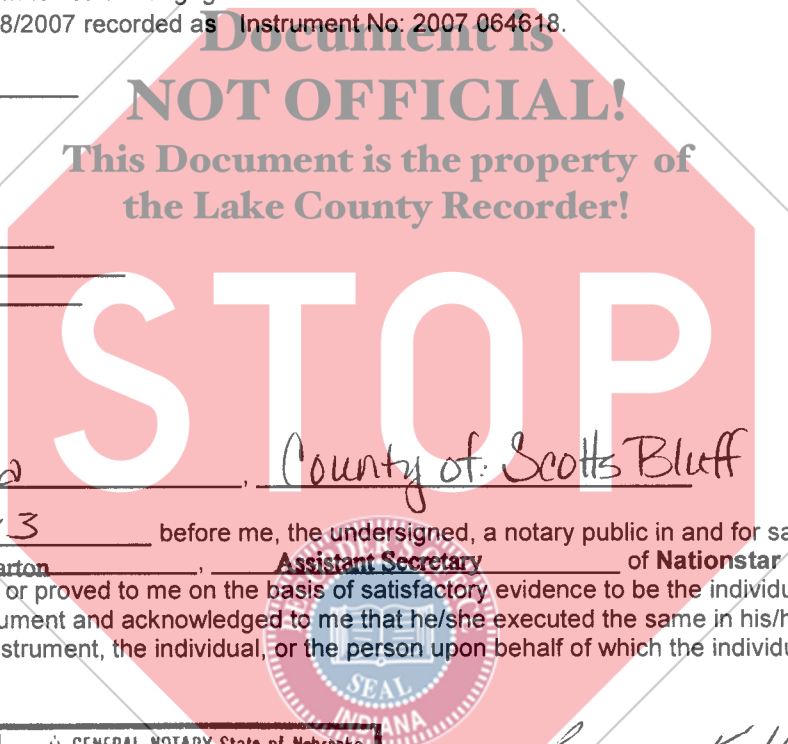 8/2007 recorded as Instrument No: 2007 064618.
Document is
NOT OFFICIAL!
This Document is the property of
the Lake County Recorder!
STOP
, County of: Scotts Bluff
3 before me, the undersigned, a notary public in and for sa
arton , Assistant Secretary of Nationstar
or proved to me on the basis of satisfactory evidence to be the individu
ument and acknowledged to me that he/she executed the same in his/h
strument, the individual, or the person upon behalf of which the individu
RECORDER'S OFFICE
SEAL
INDIANA
GENERAL NOTARY State of Nebraska